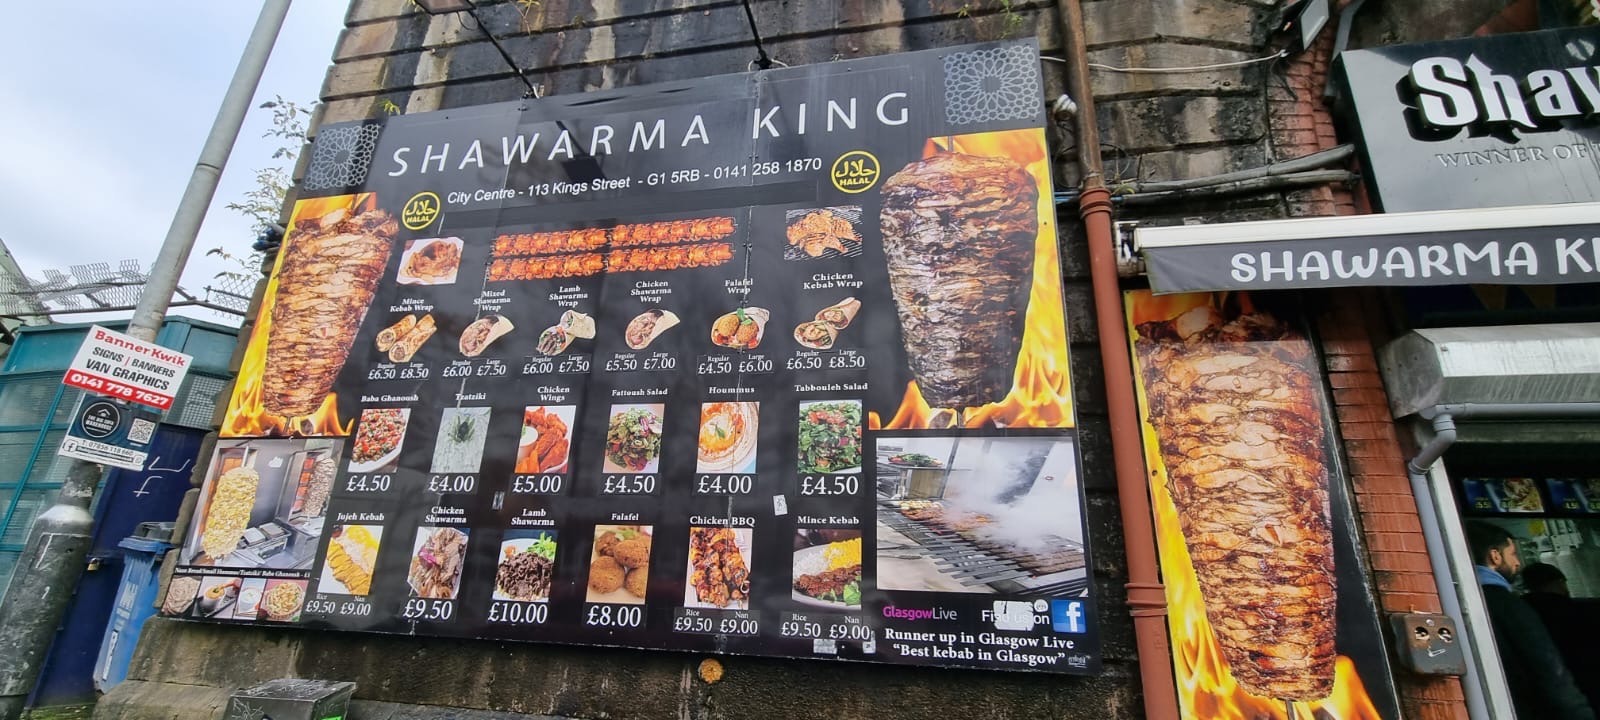 SHAWARMA KING
City Centre - 113 Kings Street - G1 5RB - 0141 258 1870
حلال
HALAL
حلال
HALAL
Mince
Kebab Wrap
Regular Large
£6.50 £8.50
Mixed
Shawarma
Wrap
Regular Large
£6.00 £7.50
Lamb
Shawarma
Wrap
Regular Large
£6.00 £7.50
Chicken
Shawarma
Wrap
Regular Large
£5.50 £7.00
Falafel
Wrap
Regular Large
£4.50 £6.00
Chicken
Kebab Wrap
Regular Large
£6.50 £8.50
Baba Ghanoush
£4.50
Tzatziki
£4.00
Chicken
Wings
£5.00
Fattoush Salad
£4.50
Hoummus
£4.00
Tabbouleh Salad
£4.50
Jujeh Kebab
Rice Nan
£9.50 £9.00
Chicken
Shawarma
£9.50
Lamb
Shawarma
£10.00
Falafel
£8.00
Chicken BBQ
Rice Nan
£9.50 £9.00
Mince Kebab
Rice Nan
£9.50 £9.00
GlasgowLive
Find us on
f
Runner up in Glasgow Live
"Best kebab in Glasgow"
BannerKwik
SIGNS / BANNERS
VAN GRAPHICS
0141 778 7627
Shaw
WINNER OF
SHAWARMA KI